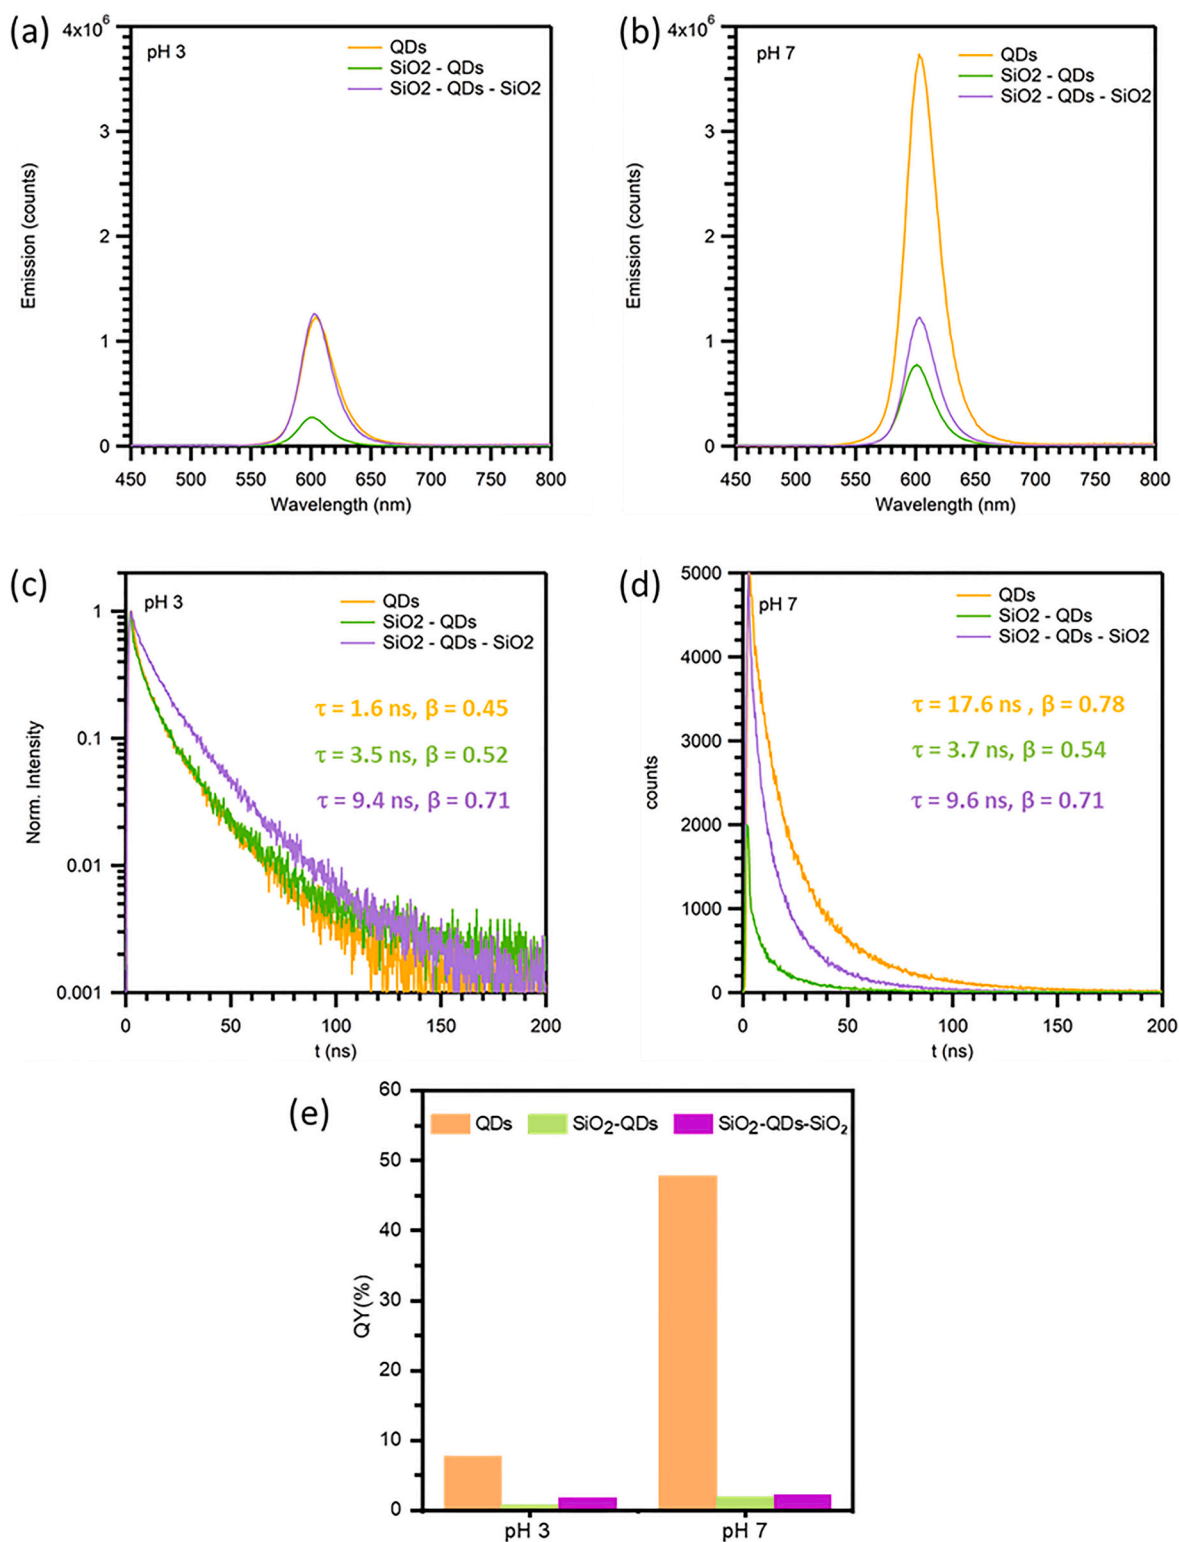 (a)
4x10⁶
pH 3
QDs
SiO2 - QDs
SiO2 - QDs - SiO2
3
2
1
0
Emission (counts)
450 500 550 600 650 700 750 800
Wavelength (nm)
(b)
4x10⁶
pH 7
QDs
SiO2 - QDs
SiO2 - QDs - SiO2
3
2
1
0
Emission (counts)
450 500 550 600 650 700 750 800
Wavelength (nm)
(c)
pH 3
QDs
SiO2 - QDs
SiO2 - QDs - SiO2
τ = 1.6 ns, β = 0.45
τ = 3.5 ns, β = 0.52
τ = 9.4 ns, β = 0.71
1
0.1
0.01
0.001
Norm. Intensity
0 50 100 150 200
t (ns)
(d)
pH 7
QDs
SiO2 - QDs
SiO2 - QDs - SiO2
τ = 17.6 ns , β = 0.78
τ = 3.7 ns, β = 0.54
τ = 9.6 ns, β = 0.71
5000
4000
3000
2000
1000
0
counts
0 50 100 150 200
t (ns)
(e)
60
50
40
30
20
10
0
QY(%)
QDs SiO₂-QDs SiO₂-QDs-SiO₂
pH 3 pH 7